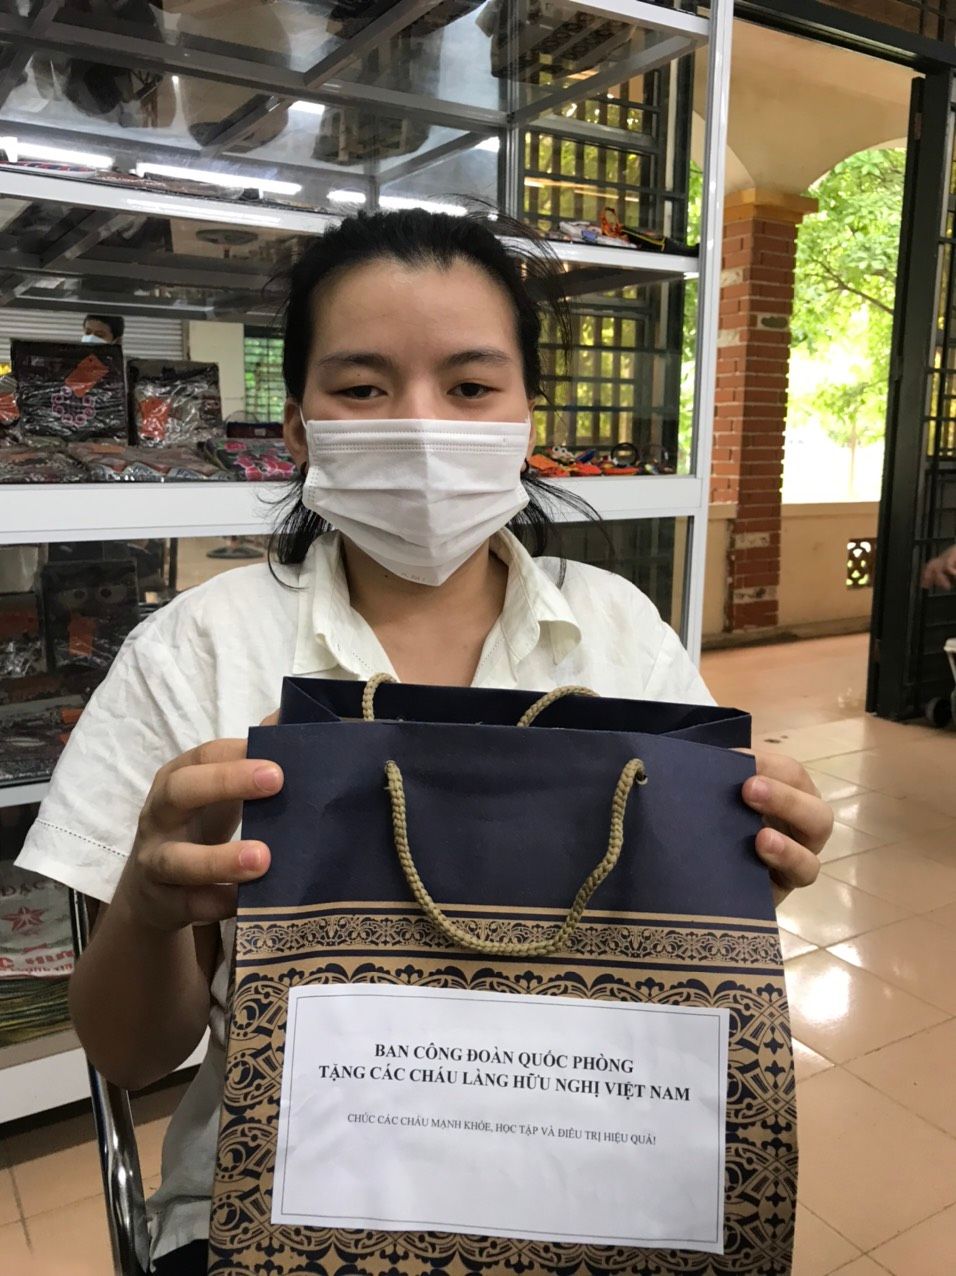 BAN CÔNG ĐOÀN QUỐC PHÒNG
TẶNG CÁC CHÁU LÀNG HỮU NGHỊ VIỆT NAM
CHÚC CÁC CHÁU MẠNH KHỎE, HỌC TẬP VÀ ĐIỀU TRỊ HIỆU QUẢ!